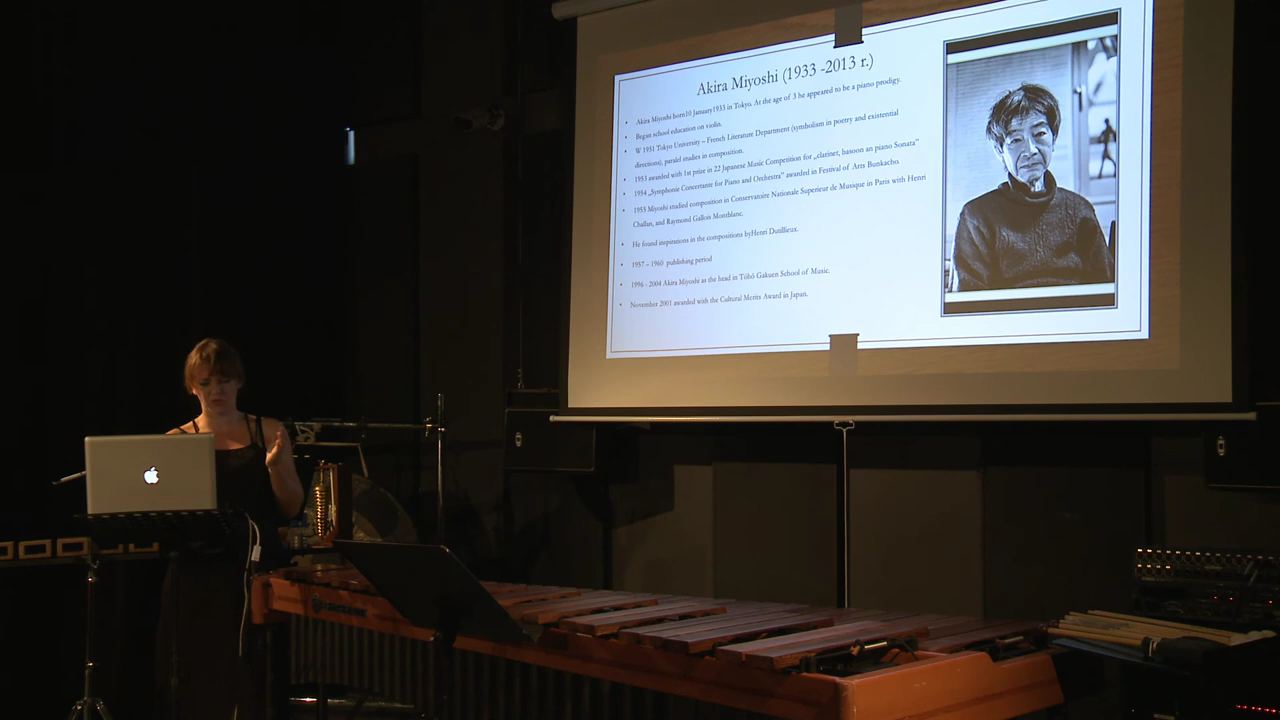 Akira Miyoshi (1933 -2013 r.)
Akira Miyoshi born10 January1933 in Tokyo. At the age of 3 he appeared to be a piano prodigy.
Began school education on violin.
W 1951 Tokyo University – French Literature Department (symbolism in poetry and existential
directions), paralel studies in composition.
1953 awarded with 1st prize in 22 Japanese Music Competition for „clarinet, basoon an piano Sonata"
1954 „Symphonie Concertante for Piano and Orchestra" awarded in Festival of Arts Bunkacho.
1955 Miyoshi studied composition in Conservatoire Nationale Superieur de Musique in Paris with Henri
Challan, and Raymond Gallois Montblanc.
He found inspirations in the compositions byHenri Dutillieux.
1957 – 1960 publishing period
1996 - 2004 Akira Miyoshi as the head in Tōhō Gakuen School of Music.
November 2001 awarded with the Cultural Merits Award in Japan.